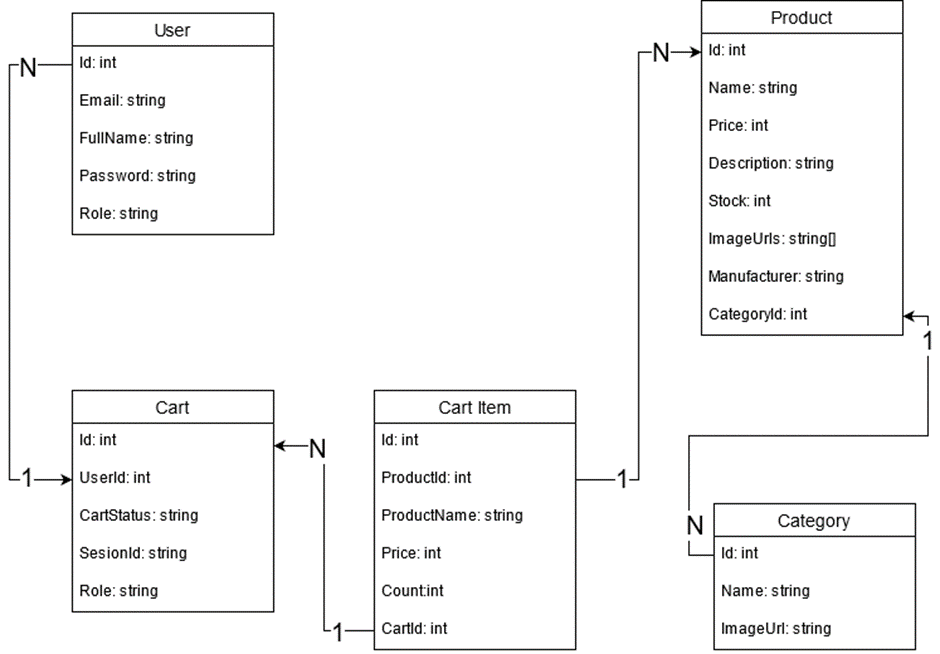 User
N
Id: int
Email: string
FullName: string
Password: string
Role: string
Product
N
Id: int
Name: string
Price: int
Description: string
Stock: int
ImageUrls: string[]
Manufacturer: string
CategoryId: int
1
Cart
Id: int
1
UserId: int
CartStatus: string
SesionId: string
Role: string
N
Cart Item
Id: int
ProductId: int
1
ProductName: string
Price: int
Count:int
1
CartId: int
Category
N
Id: int
Name: string
ImageUrl: string